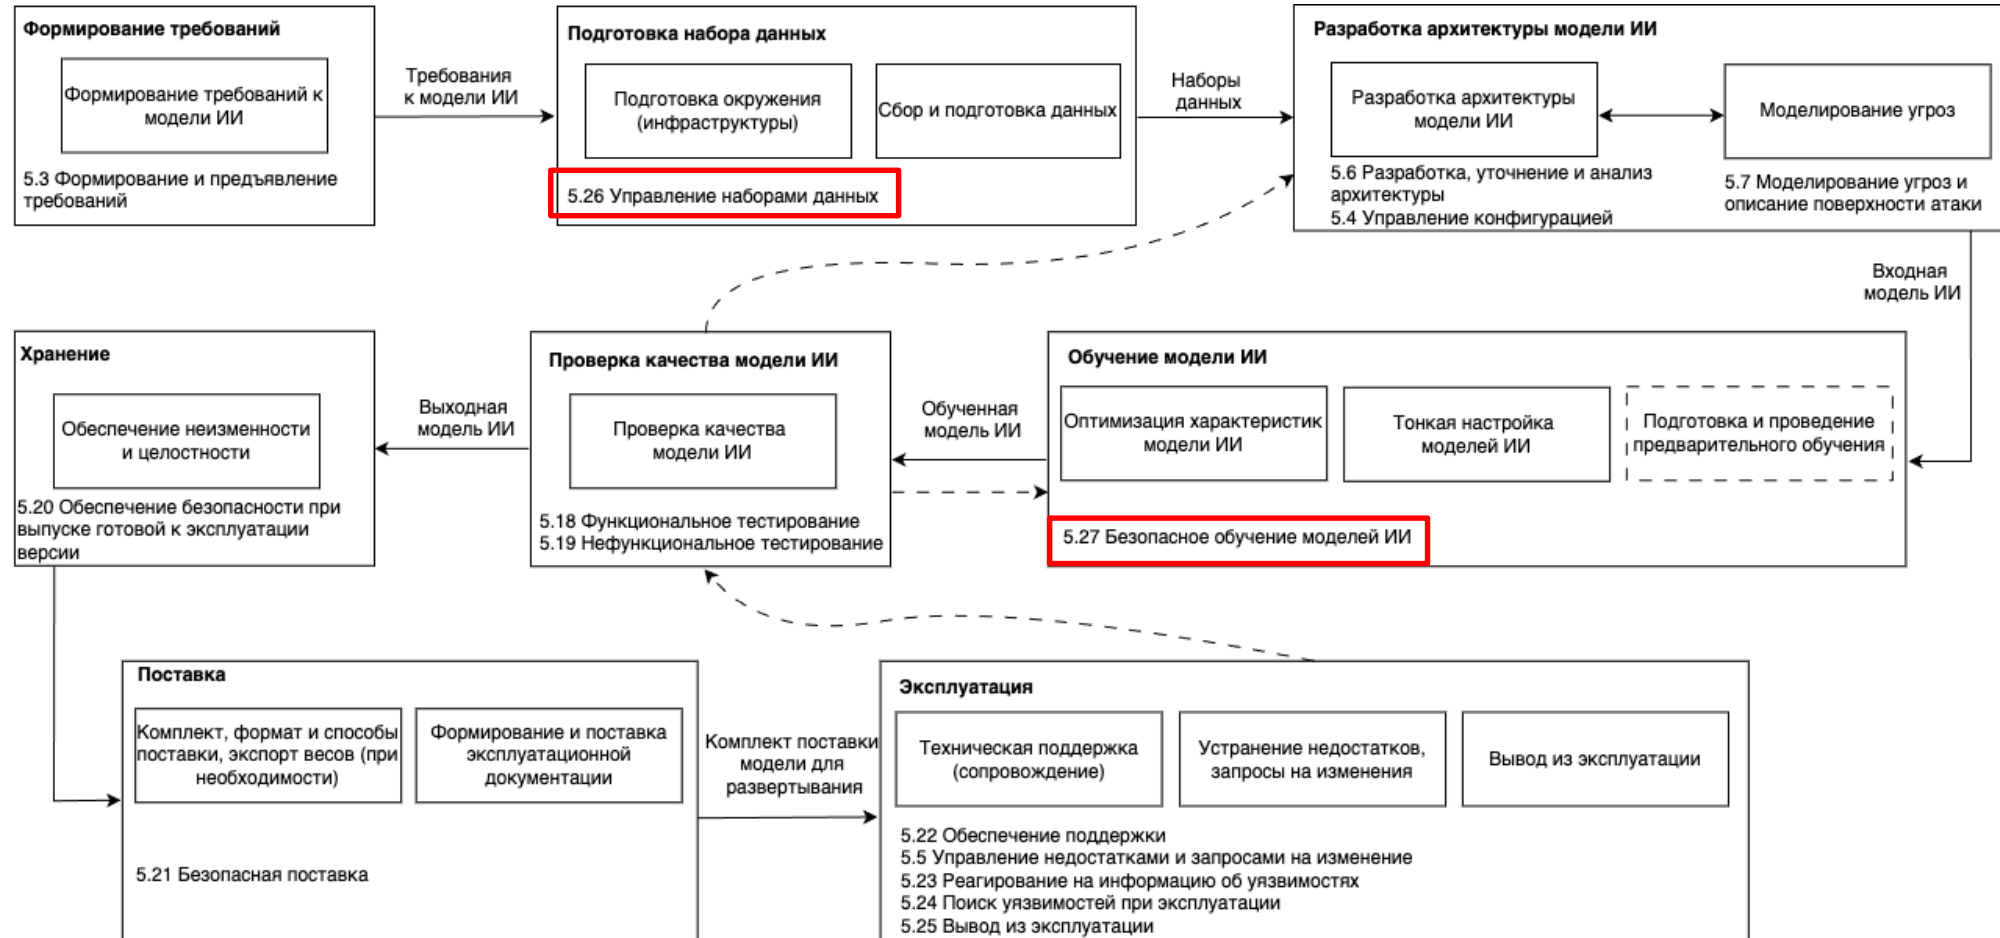 Формирование требований
Формирование требований к
модели ИИ
5.3 Формирование и предъявление
требований
Требования
к модели ИИ
Подготовка набора данных
Подготовка окружения
(инфраструктуры)
Сбор и подготовка данных
5.26 Управление наборами данных
Наборы
данных
Разработка архитектуры модели ИИ
Разработка архитектуры
модели ИИ
Моделирование угроз
5.6 Разработка, уточнение и анализ
архитектуры
5.4 Управление конфигурацией
5.7 Моделирование угроз и
описание поверхности атаки
Входная
модель ИИ
Хранение
Обеспечение неизменности
и целостности
5.20 Обеспечение безопасности при
выпуске готовой к эксплуатации
версии
Выходная
модель ИИ
Проверка качества модели ИИ
Проверка качества
модели ИИ
5.18 Функциональное тестирование
5.19 Нефункциональное тестирование
Обученная
модель ИИ
Обучение модели ИИ
Оптимизация характеристик
модели ИИ
Тонкая настройка
моделей ИИ
Подготовка и проведение
предварительного обучения
5.27 Безопасное обучение моделей ИИ
Поставка
Комплект, формат и способы
поставки, экспорт весов (при
необходимости)
Формирование и поставка
эксплуатационной
документации
5.21 Безопасная поставка
Комплект поставки
модели для
развертывания
Эксплуатация
Техническая поддержка
(сопровождение)
Устранение недостатков,
запросы на изменения
Вывод из эксплуатации
5.22 Обеспечение поддержки
5.5 Управление недостатками и запросами на изменение
5.23 Реагирование на информацию об уязвимостях
5.24 Поиск уязвимостей при эксплуатации
5.25 Вывод из эксплуатации